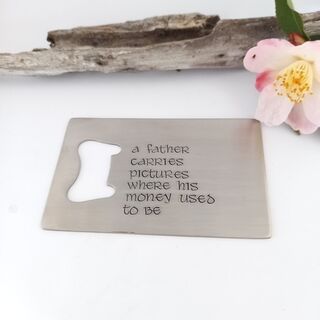 a father
carries
pictures
where his
money used
to be